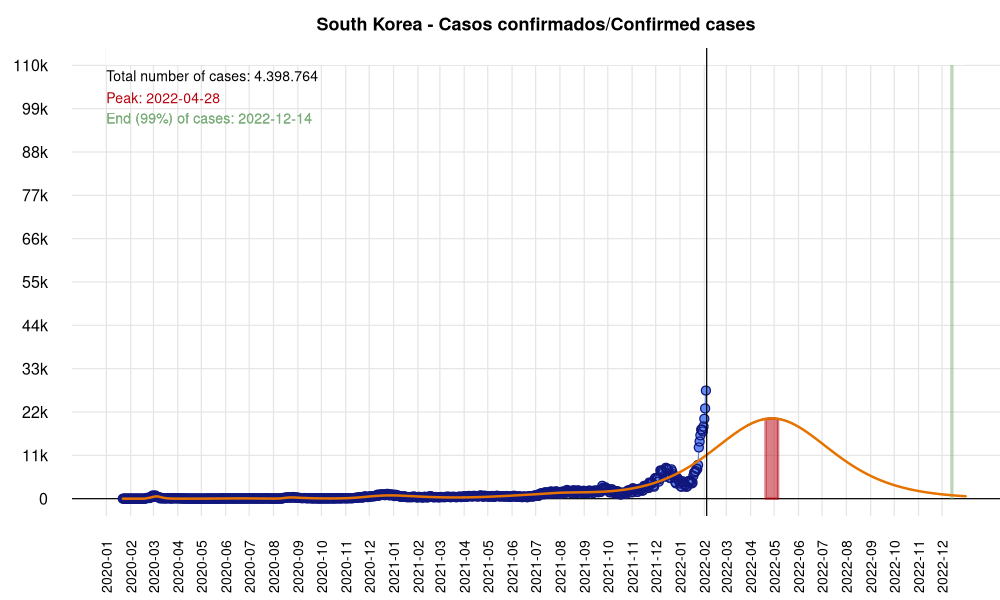 South Korea - Casos confirmados/Confirmed cases
Total number of cases: 4.398.764
Peak: 2022-04-28
End (99%) of cases: 2022-12-14
110k
99k
88k
77k
66k
55k
44k
33k
22k
11k
0
2020-01
2020-02
2020-03
2020-04
2020-05
2020-06
2020-07
2020-08
2020-09
2020-10
2020-11
2020-12
2021-01
2021-02
2021-03
2021-04
2021-05
2021-06
2021-07
2021-08
2021-09
2021-10
2021-11
2021-12
2022-01
2022-02
2022-03
2022-04
2022-05
2022-06
2022-07
2022-08
2022-09
2022-10
2022-11
2022-12